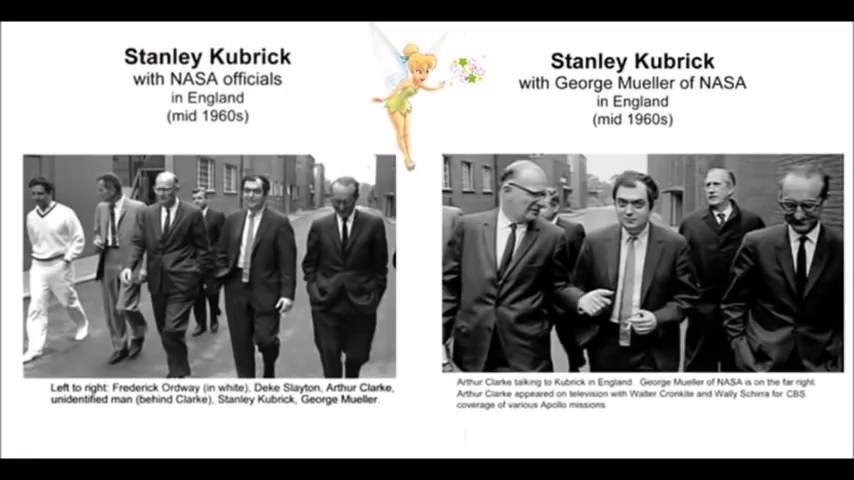 Stanley Kubrick
with NASA officials
in England
(mid 1960s)
Left to right: Frederick Ordway (in white), Deke Slayton, Arthur Clarke,
unidentified man (behind Clarke), Stanley Kubrick, George Mueller.
Stanley Kubrick
with George Mueller of NASA
in England
(mid 1960s)
Arthur Clarke talking to Kubrick in England. George Mueller of NASA is on the far right.
Arthur Clarke appeared on television with Walter Cronkite and Wally Schirra for CBS
coverage of various Apollo missions.